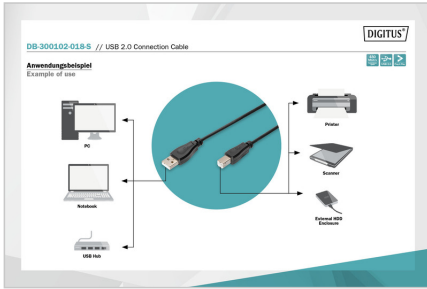 DIGITUS®
DB-300102-018-S // USB 2.0 Connection Cable
Anwendungsbeispiel
Example of use
PC
Notebook
USB Hub
Printer
Scanner
External HDD
Enclosure